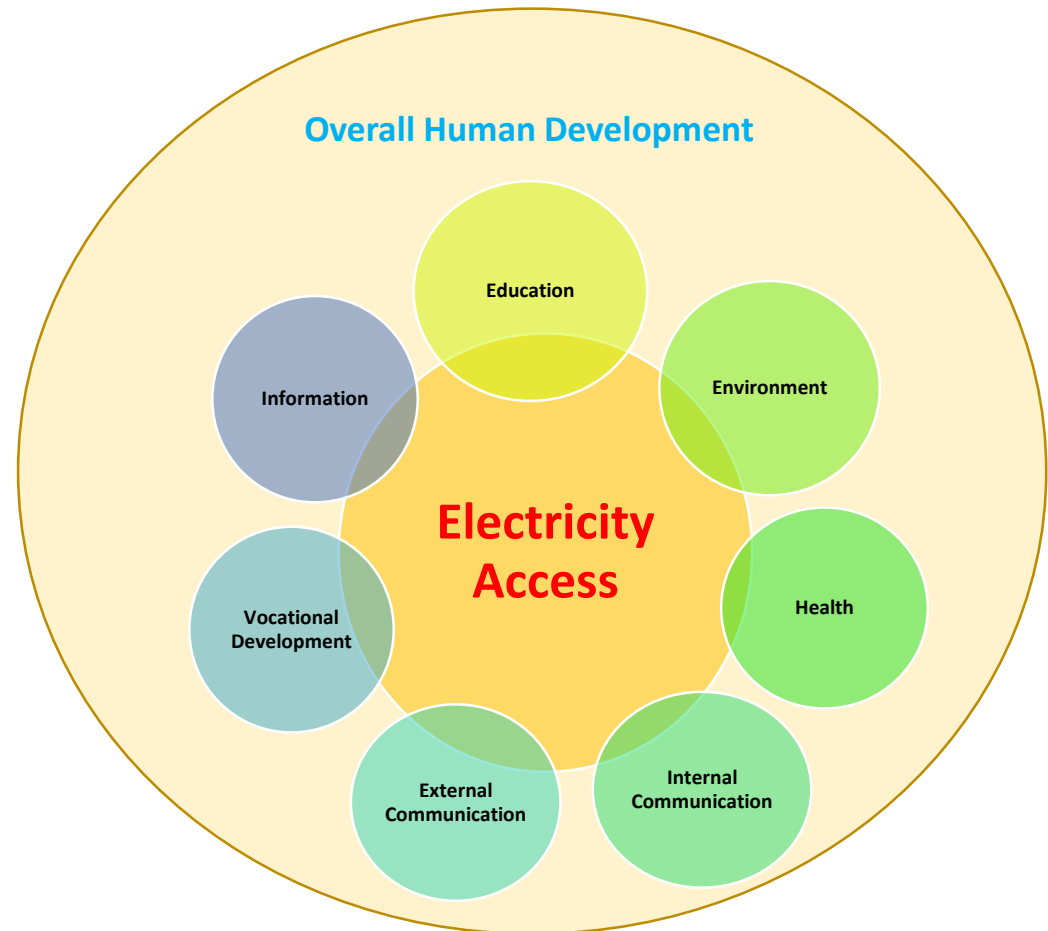 Overall Human Development
Education
Environment
Information
Electricity
Access
Health
Vocational
Development
Internal
Communication
External
Communication